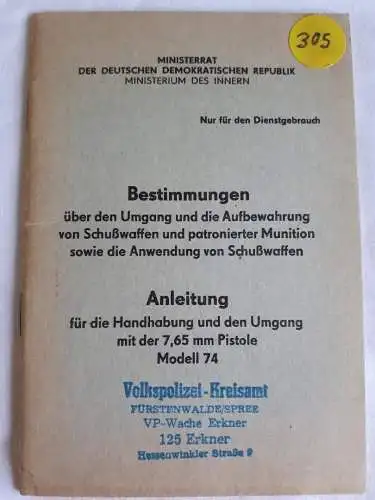 305
MINISTERRAT
DER DEUTSCHEN DEMOKRATISCHEN REPUBLIK
MINISTERIUM DES INNERN
Nur für den Dienstgebrauch
Bestimmungen
über den Umgang und die Aufbewahrung
von Schußwaffen und patronierter Munition
sowie die Anwendung von Schußwaffen
Anleitung
für die Handhabung und den Umgang
mit der 7,65 mm Pistole
Modell 74
Volkspolizei-Kreisamt
FÜRSTENWALDE/SPREE
VP-Wache Erkner
125 Erkner
Hessenwinkler Straße 9